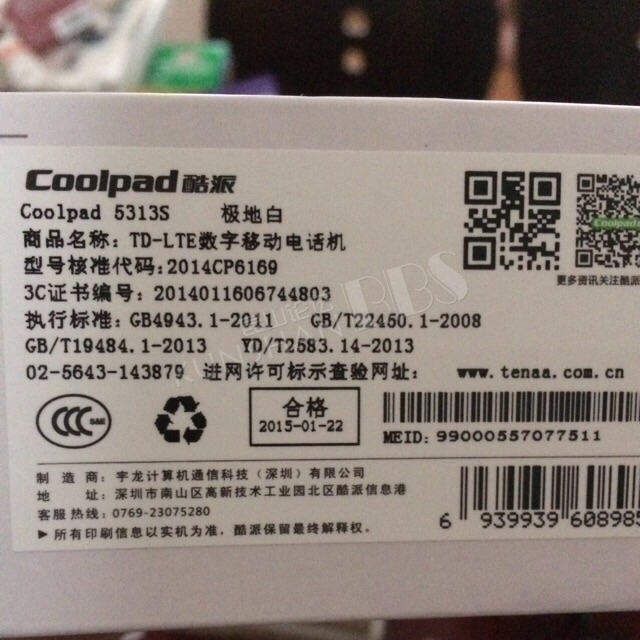 Coolpad 酷派
Coolpad 5313S 极地白
商品名称: TD-LTE数字移动电话机
型号核准代码:2014CP6169
3C证书编号: 2014011606744803
执行标准: GB4943.1-2011 GB/T22450.1-2008
GB/T19484.1-2013 YD/T2583.14-2013
02-5643-143879 进网许可标示查验网址: www.tenaa.com.cn
Coolpad
更多资讯关注酷派
CCC
合格
2015-01-22
MEID: 99000557077511
制造商: 宇龙计算机通信科技(深圳)有限公司
地址: 深圳市南山区高新技术工业园北区酷派信息港
客服热线: 0769-23075280
▶所有印刷信息以实机为准, 酷派保留最终解释权。
6 939939 608985
BBS